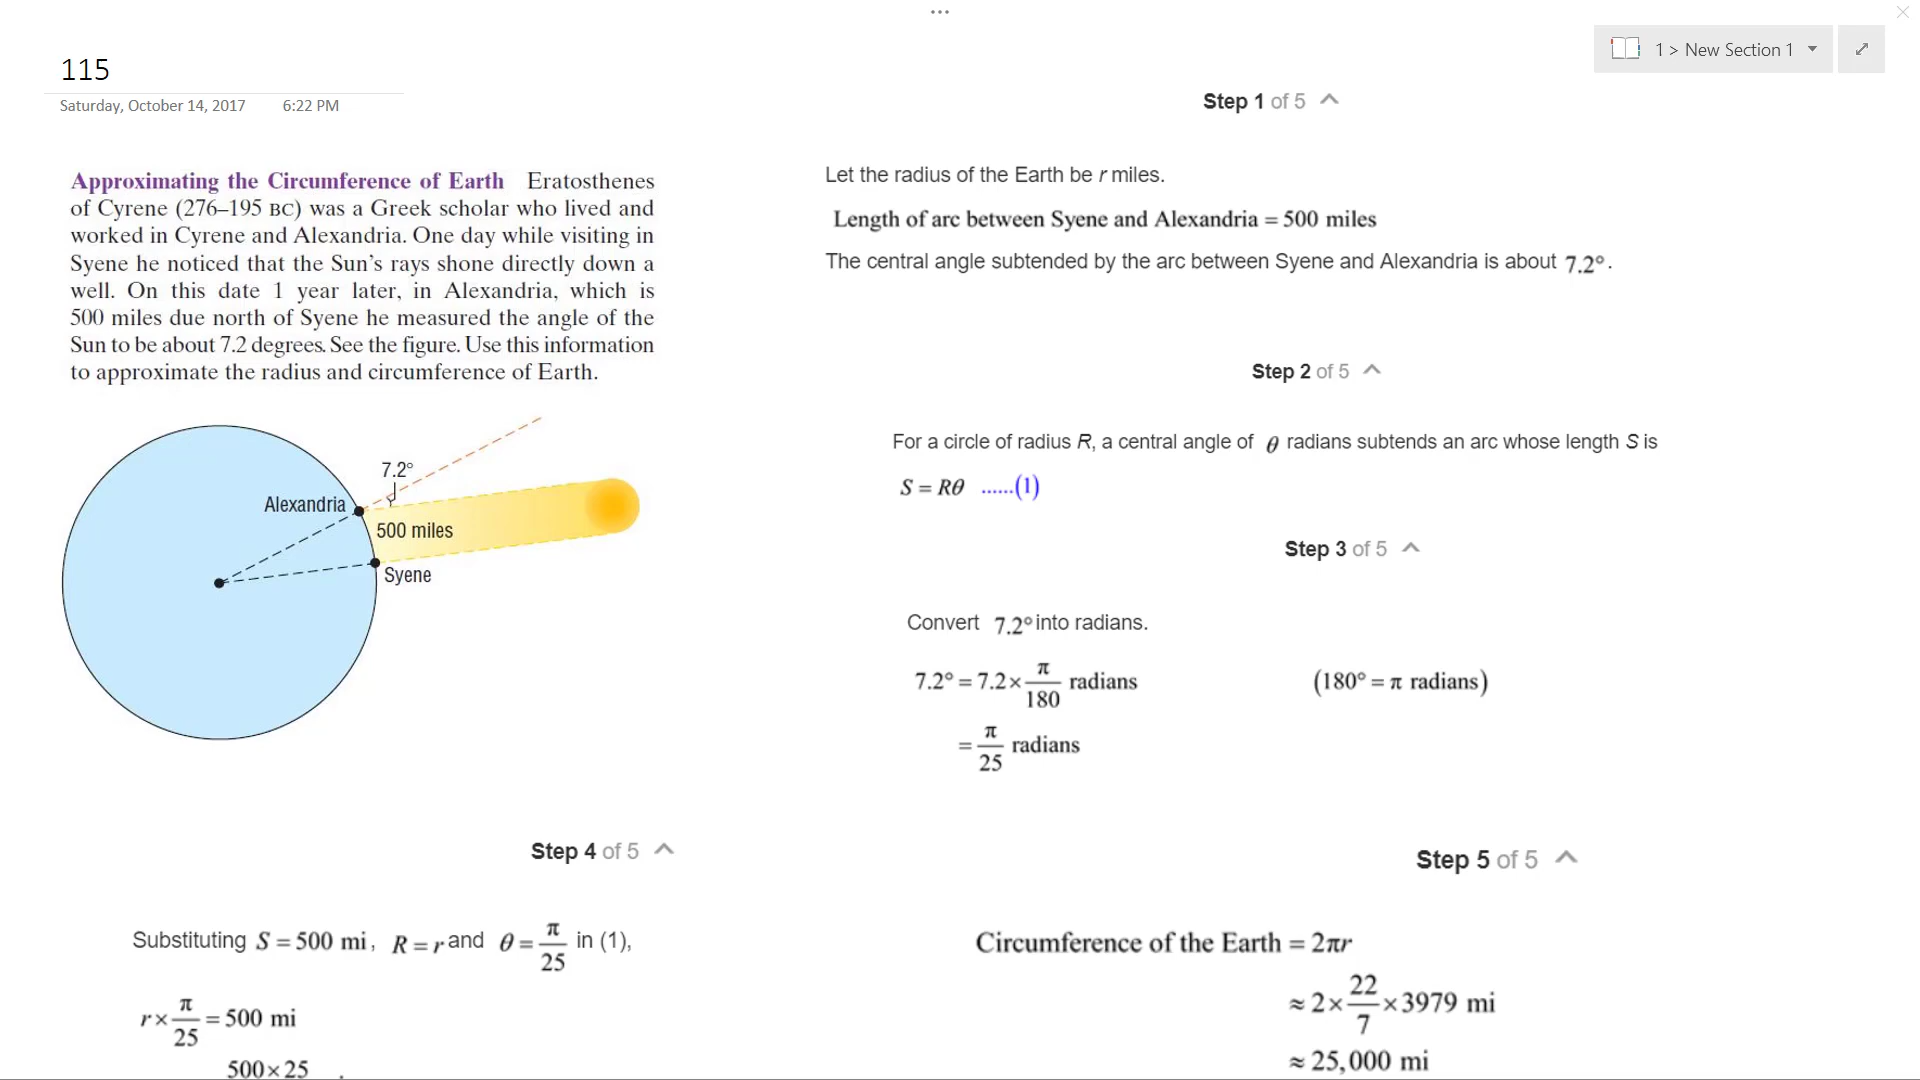 ...
1 > New Section 1
115
Saturday, October 14, 2017 6:22 PM
Approximating the Circumference of Earth Eratosthenes
of Cyrene (276–195 BC) was a Greek scholar who lived and
worked in Cyrene and Alexandria. One day while visiting in
Syene he noticed that the Sun's rays shone directly down a
well. On this date 1 year later, in Alexandria, which is
500 miles due north of Syene he measured the angle of the
Sun to be about 7.2 degrees. See the figure. Use this information
to approximate the radius and circumference of Earth.
7.2°
Alexandria
500 miles
Syene
Step 1 of 5
Let the radius of the Earth be r miles.
Length of arc between Syene and Alexandria = 500 miles
The central angle subtended by the arc between Syene and Alexandria is about 7.2°.
Step 2 of 5
For a circle of radius R, a central angle of θ radians subtends an arc whose length S is
S = Rθ ......(1)
Step 3 of 5
Convert 7.2° into radians.
7.2° = 7.2 × π/180 radians (180° = π radians)
= π/25 radians
Step 4 of 5
Substituting S = 500 mi, R = r and θ = π/25 in (1),
r × π/25 = 500 mi
500 × 25
Step 5 of 5
Circumference of the Earth = 2πr
≈ 2 × 22/7 × 3979 mi
≈ 25,000 mi